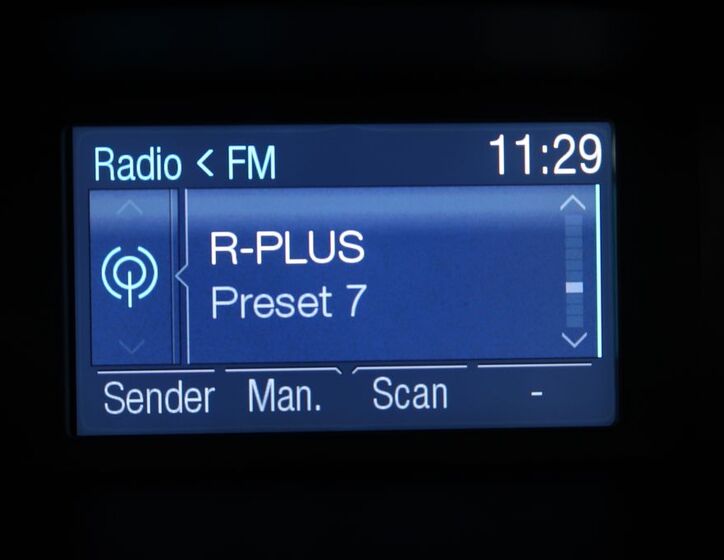 Radio < FM 11:29
R-PLUS
Preset 7
Sender Man. Scan -